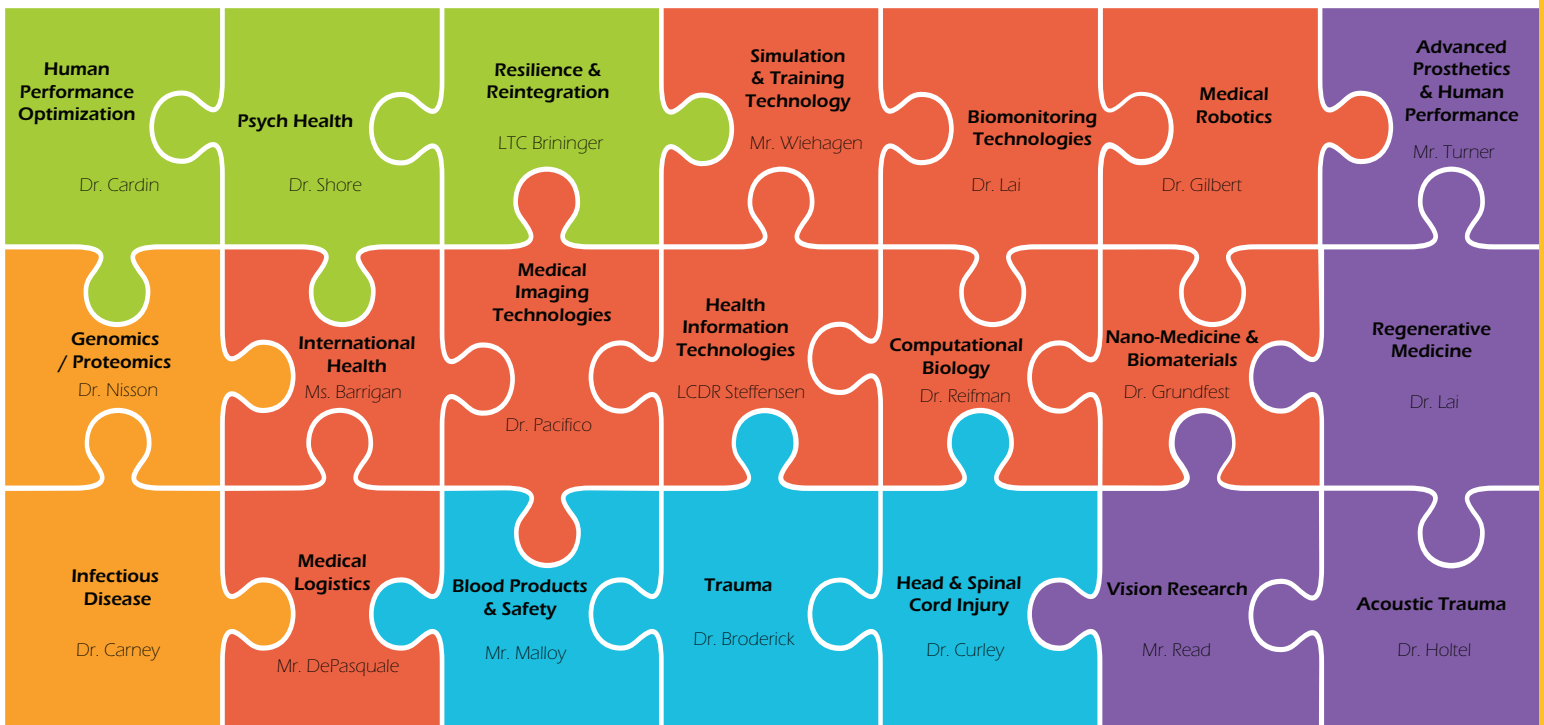 Human
Performance
Optimization
Dr. Cardin
Psych Health
Dr. Shore
Resilience &
Reintegration
LTC Brininger
Simulation
& Training
Technology
Mr. Wiehagen
Biomonitoring
Technologies
Dr. Lai
Medical
Robotics
Dr. Gilbert
Advanced
Prosthetics
& Human
Performance
Mr. Turner
Genomics
/ Proteomics
Dr. Nisson
International
Health
Ms. Barrigan
Medical
Imaging
Technologies
Dr. Pacifico
Health
Information
Technologies
LCDR Steffensen
Computational
Biology
Dr. Reifman
Nano-Medicine &
Biomaterials
Dr. Grundfest
Regenerative
Medicine
Dr. Lai
Infectious
Disease
Dr. Carney
Medical
Logistics
Mr. DePasquale
Blood Products
& Safety
Mr. Malloy
Trauma
Dr. Broderick
Head & Spinal
Cord Injury
Dr. Curley
Vision Research
Mr. Read
Acoustic Trauma
Dr. Holtel